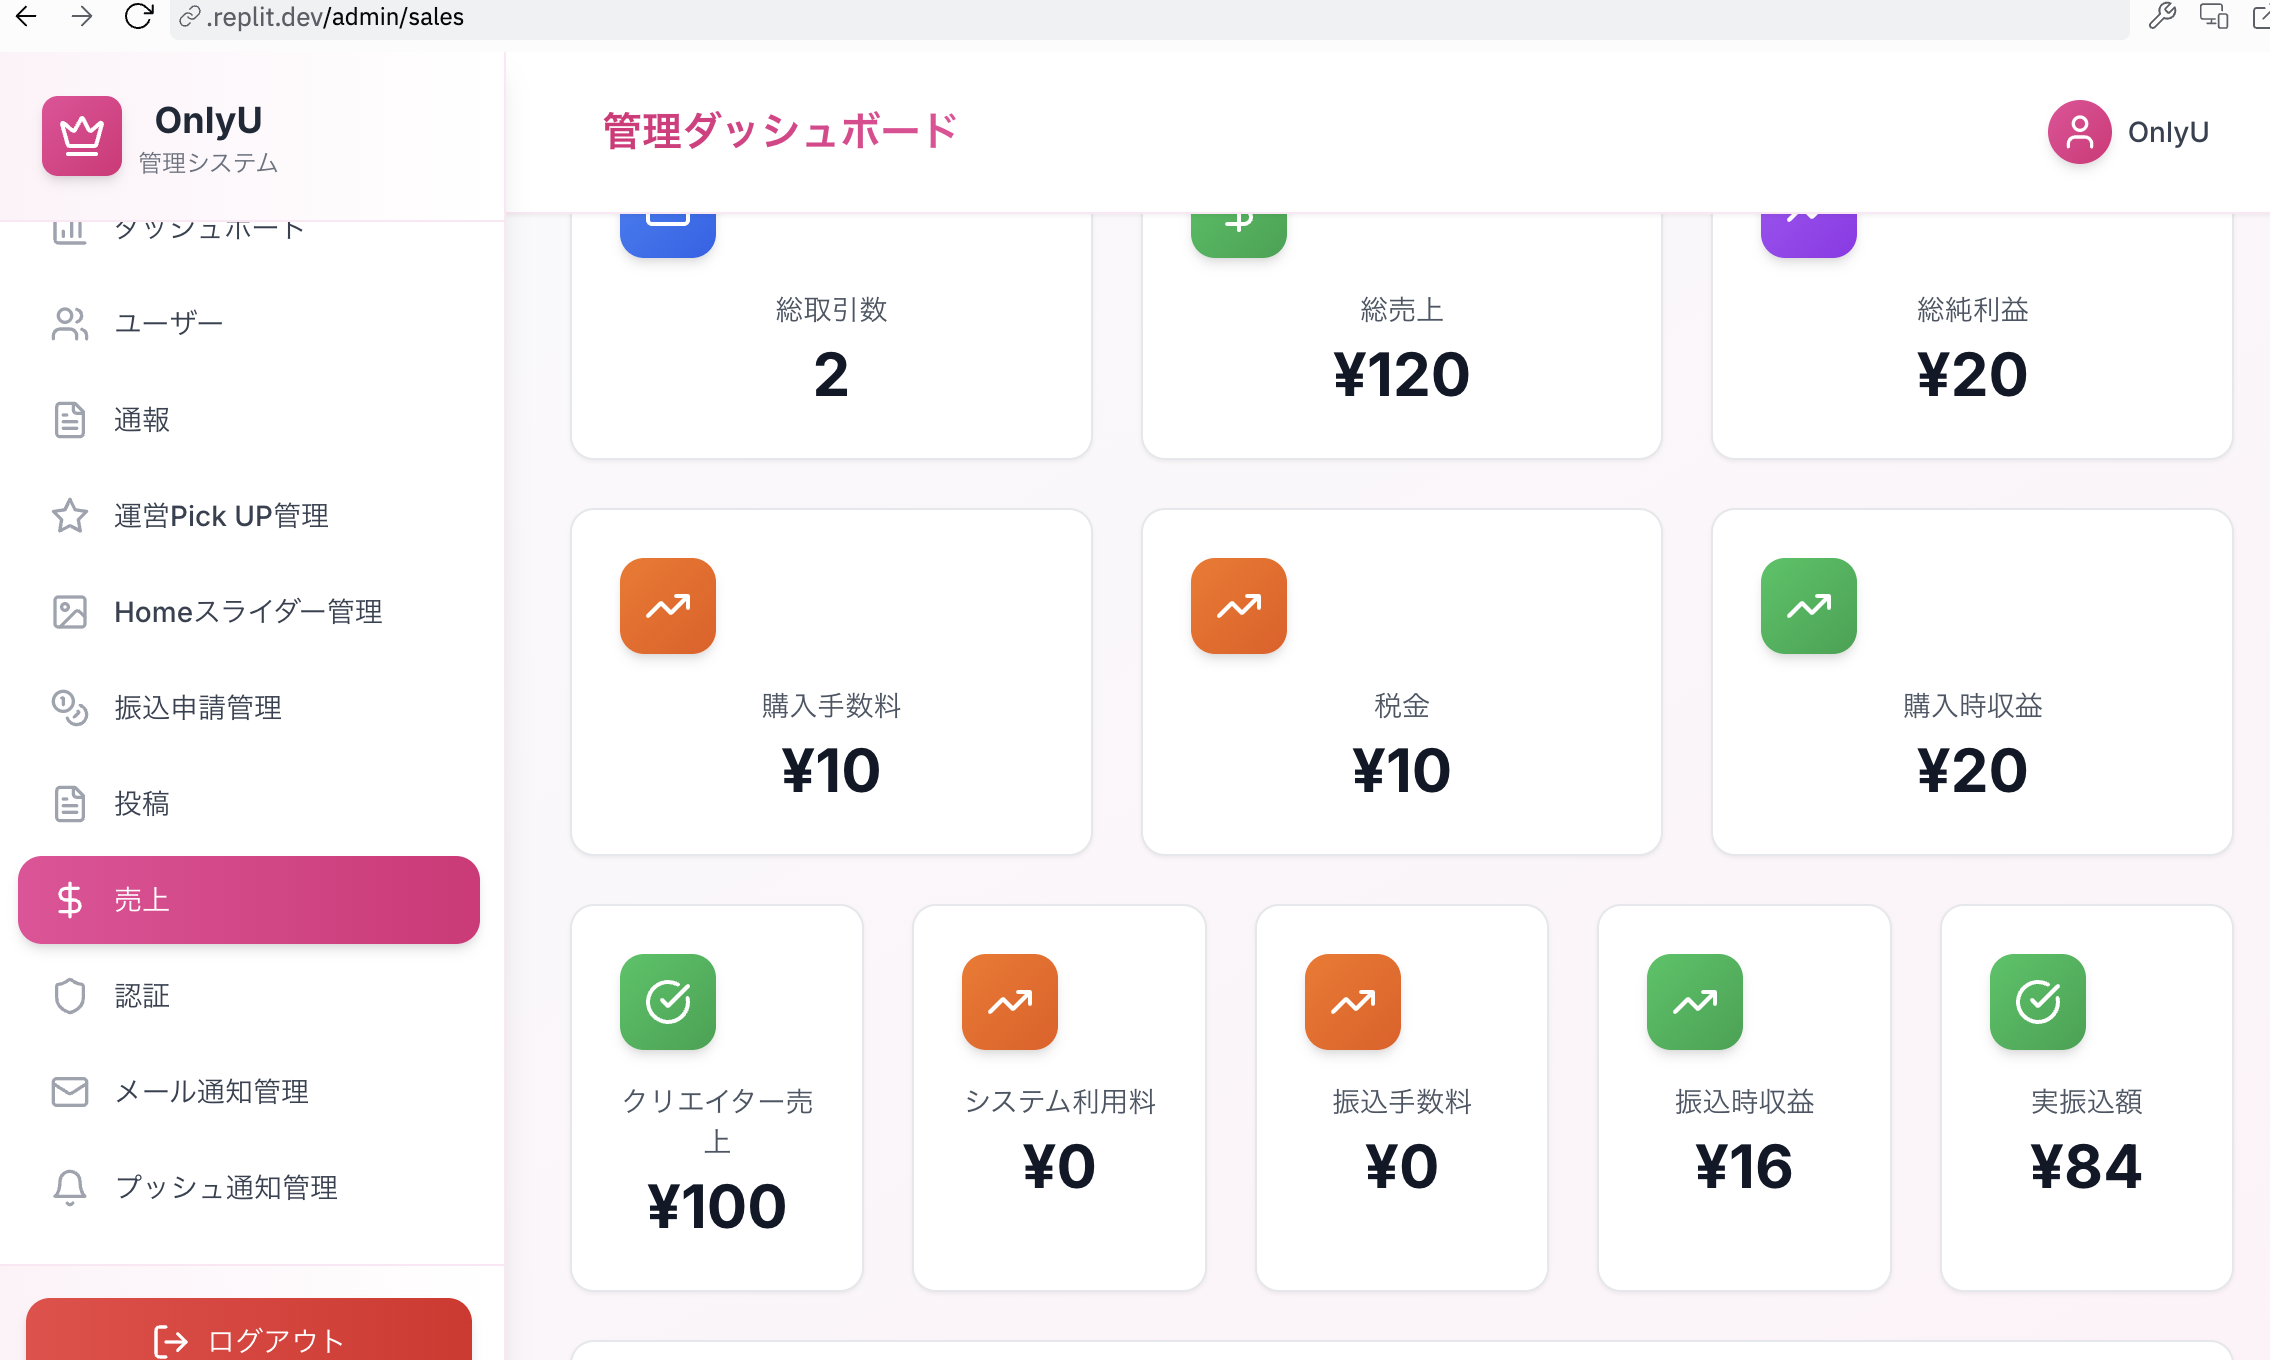 .replit.dev/admin/sales
OnlyU
管理システム
管理ダッシュボード
OnlyU
ダッシュボード
ユーザー
通報
運営Pick UP管理
Homeスライダー管理
振込申請管理
投稿
売上
認証
メール通知管理
プッシュ通知管理
ログアウト
総取引数
2
総売上
¥120
総純利益
¥20
購入手数料
¥10
税金
¥10
購入時収益
¥20
クリエイター売
上
¥100
システム利用料
¥0
振込手数料
¥0
振込時収益
¥16
実振込額
¥84